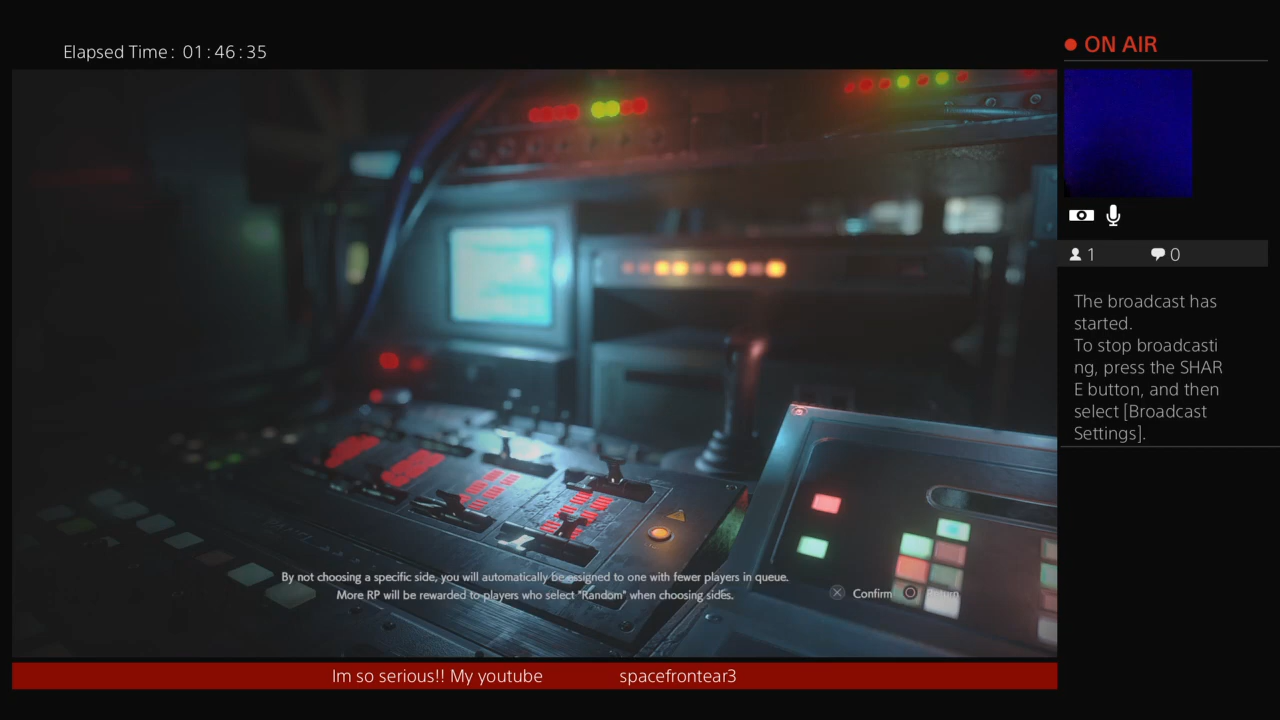 Elapsed Time: 01:46:35
ON AIR
1 0
The broadcast has
started.
To stop broadcasti
ng, press the SHAR
E button, and then
select [Broadcast
Settings].
By not choosing a specific side, you will automatically be assigned to one with fewer players in queue.
More RP will be rewarded to players who select "Random" when choosing sides.
Confirm Return
Im so serious!! My youtube spacefrontear3